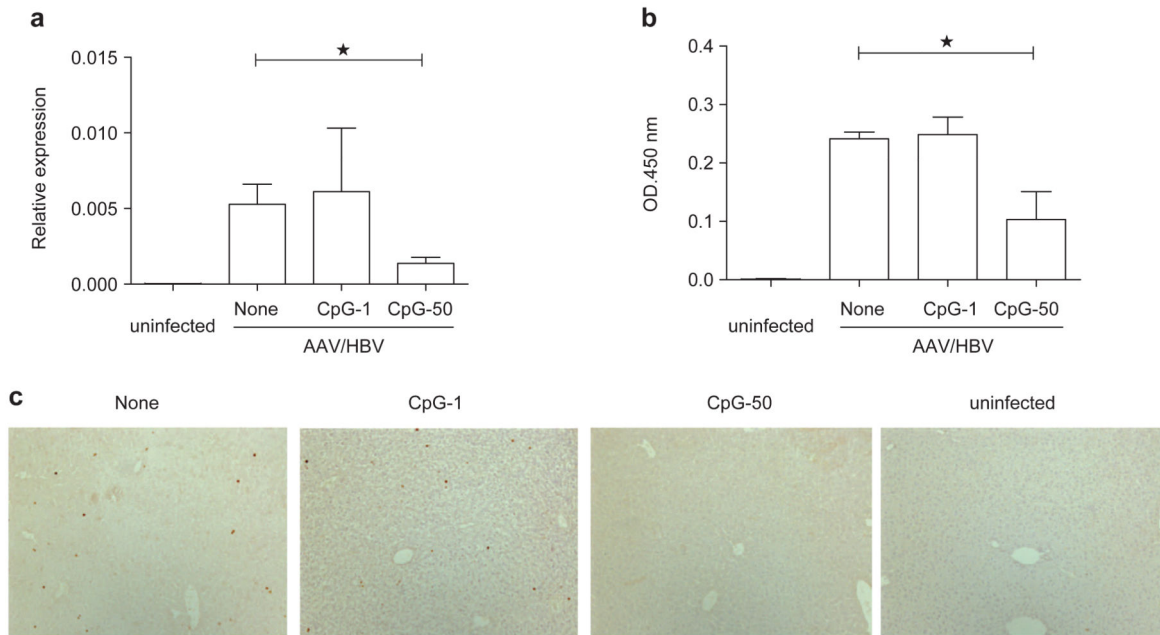 a
★
0.015
0.010
0.005
0.000
Relative expression
uninfected
None CpG-1 CpG-50
AAV/HBV
b
★
0.4
0.3
0.2
0.1
0.0
OD.450 nm
uninfected
None CpG-1 CpG-50
AAV/HBV
c
None CpG-1 CpG-50 uninfected